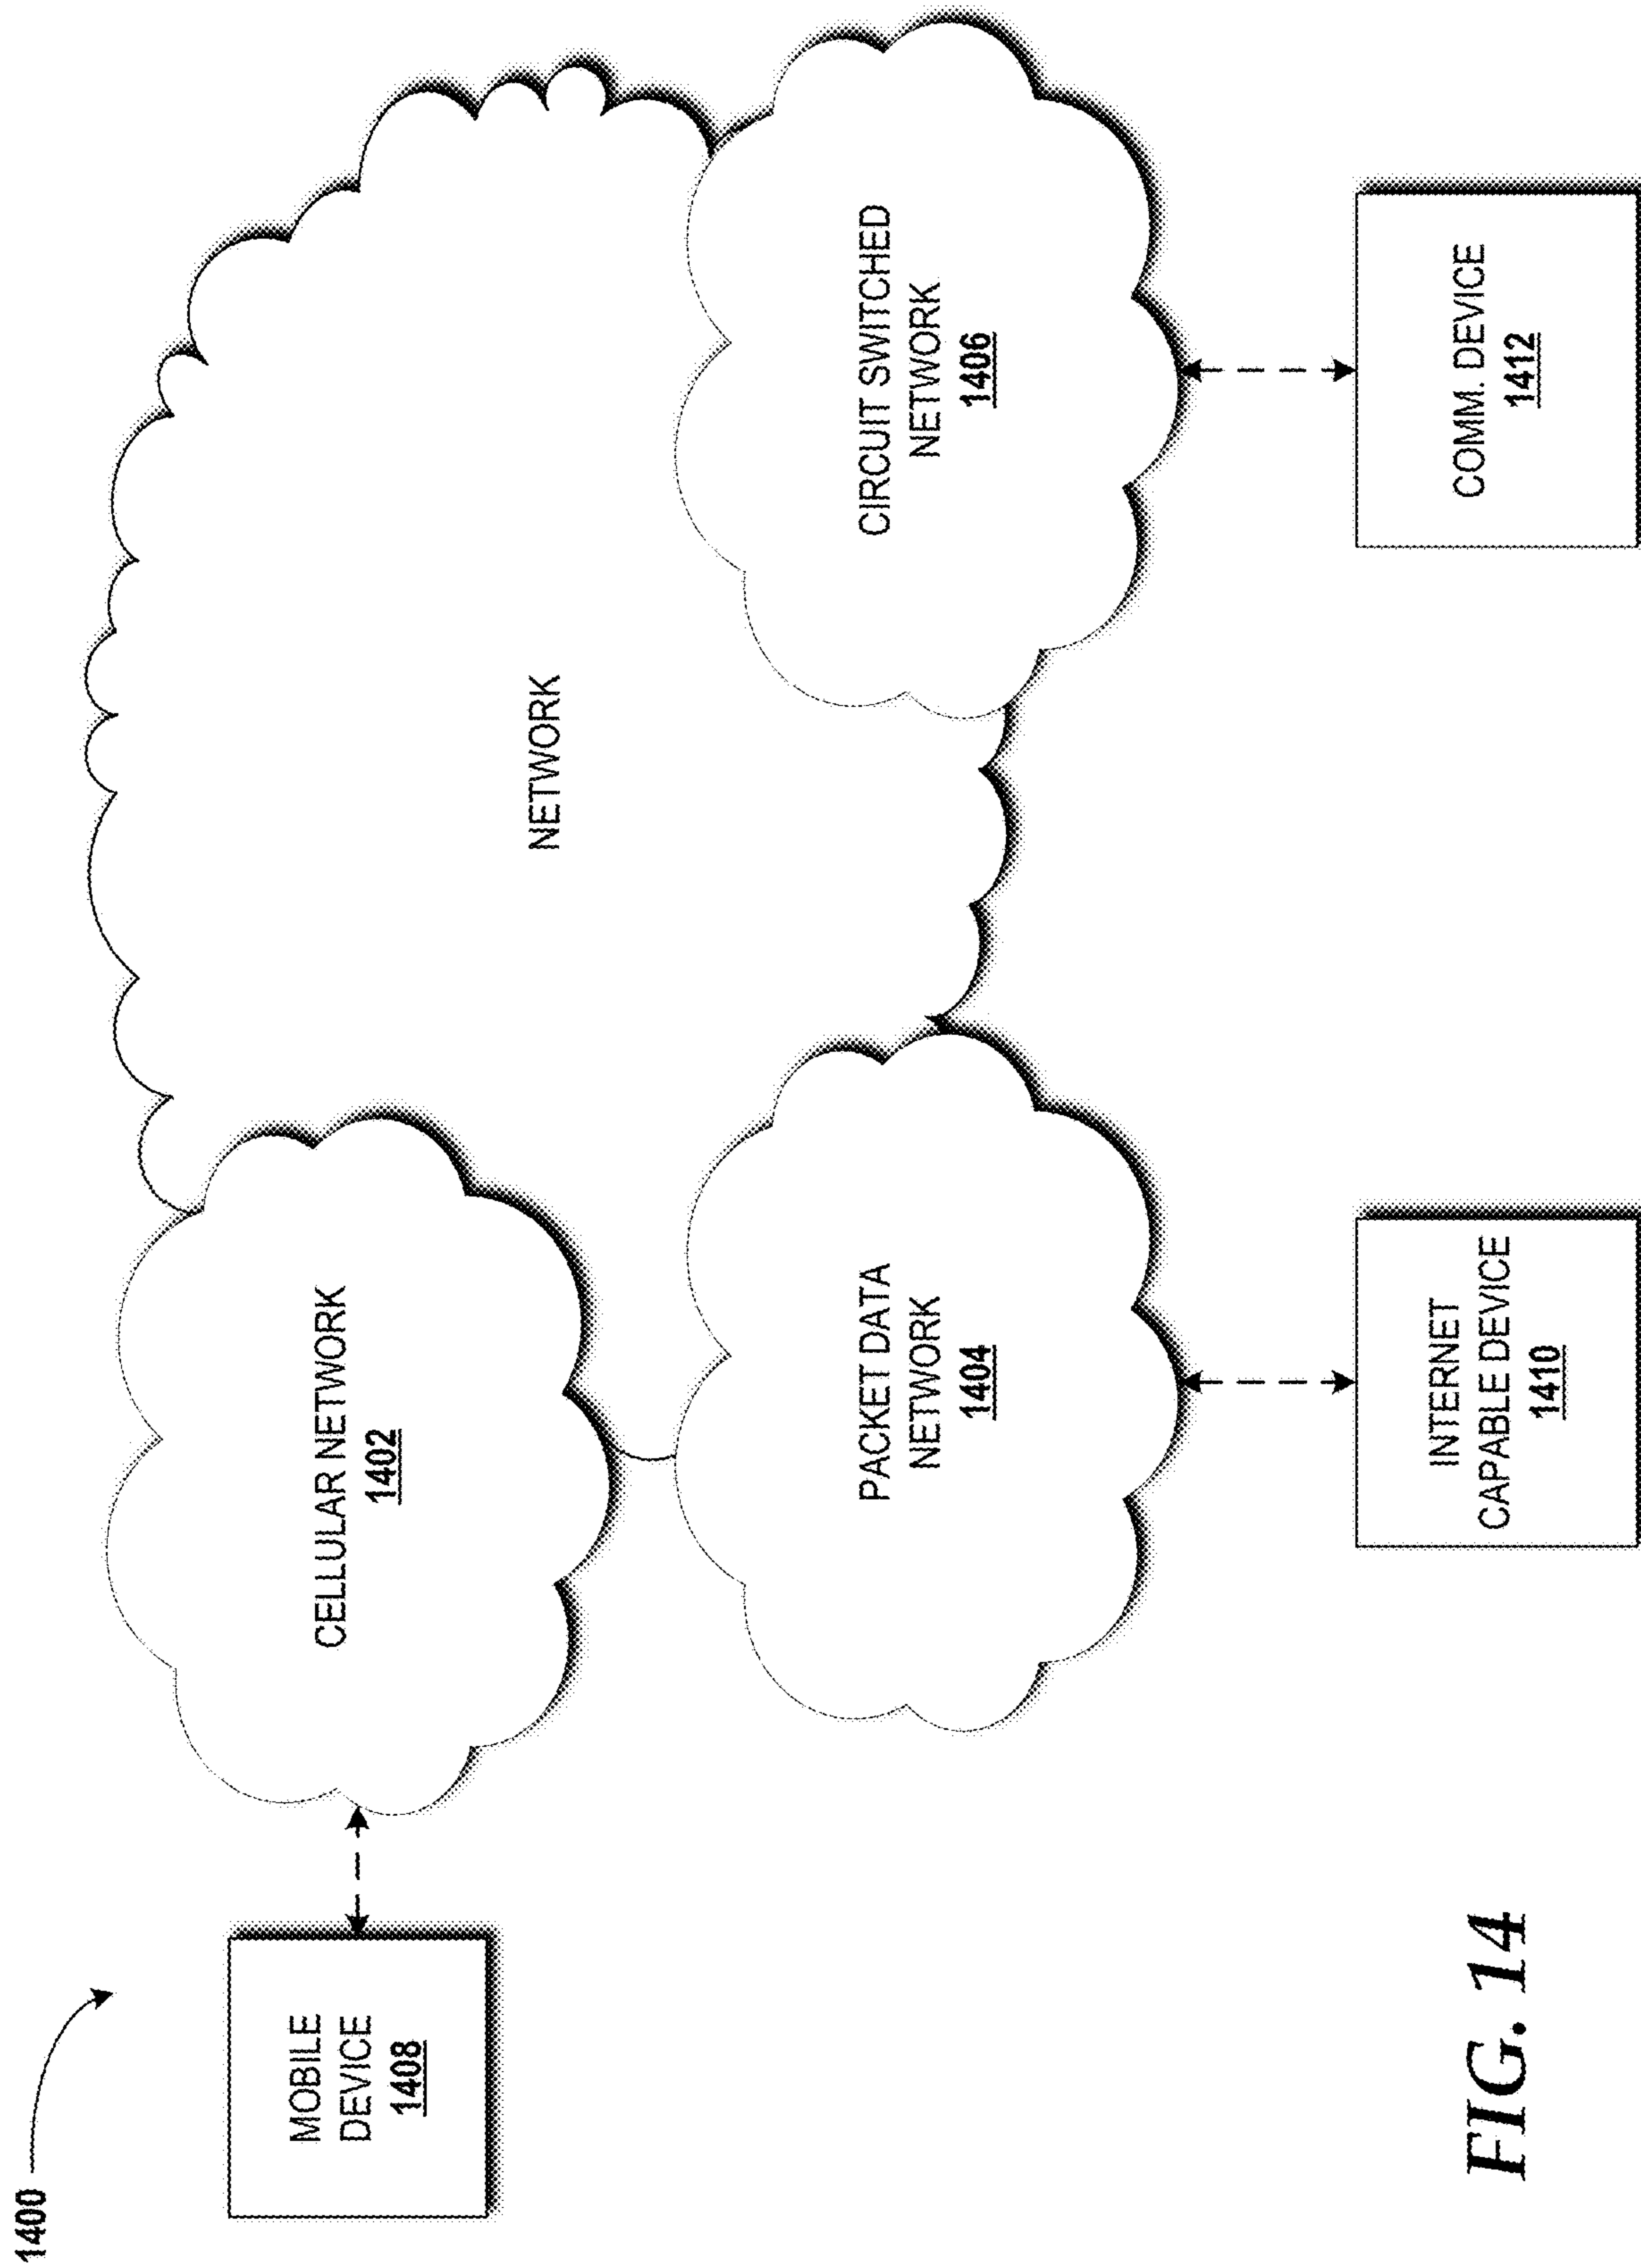 1400
MOBILE
DEVICE
1408
CELLULAR NETWORK
1402
NETWORK
PACKET DATA
NETWORK
1404
CIRCUIT SWITCHED
NETWORK
1406
INTERNET
CAPABLE DEVICE
1410
COMM. DEVICE
1412
FIG. 14